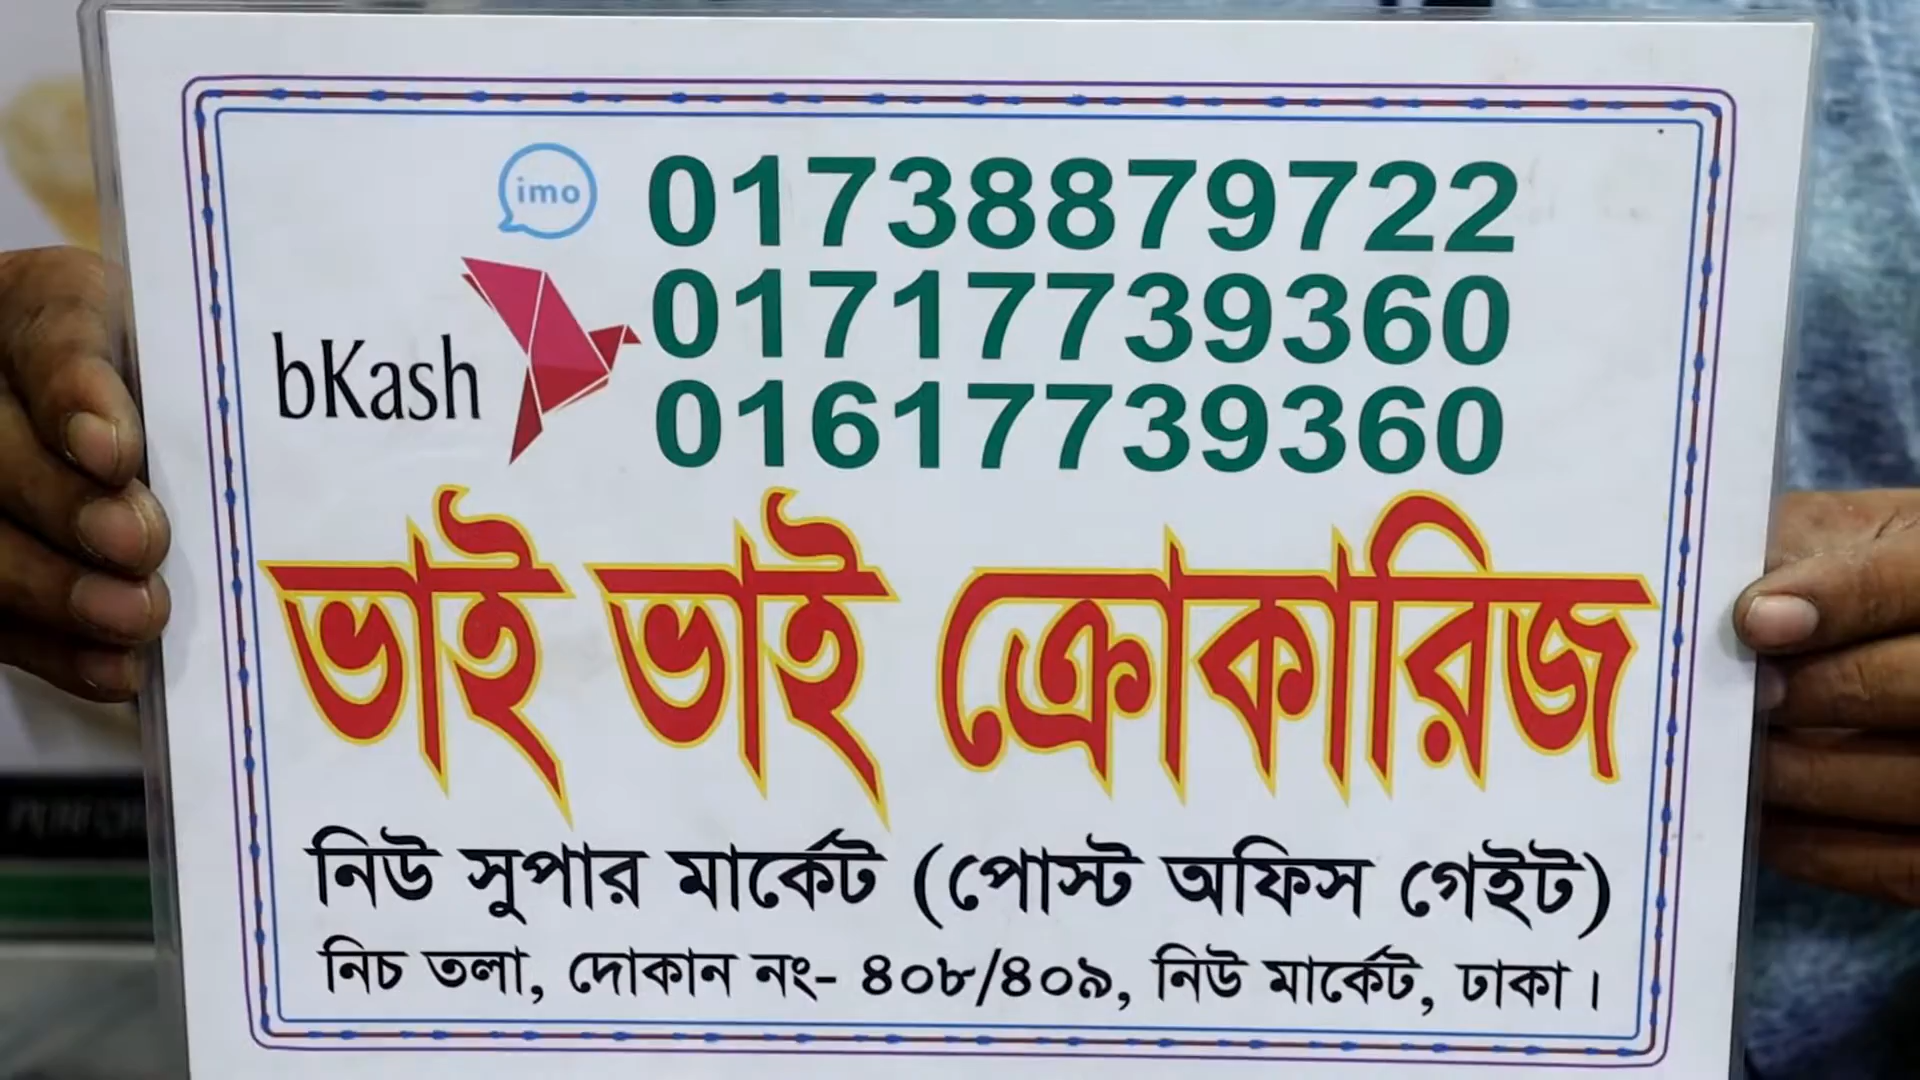 imo 01738879722
01717739360
bKash
01617739360
ভাই ভাই ক্রোকারিজ
নিউ সুপার মার্কেট (পোস্ট অফিস গেইট)
নিচ তলা, দোকান নং- ৪০৮/৪০৯, নিউ মার্কেট, ঢাকা।